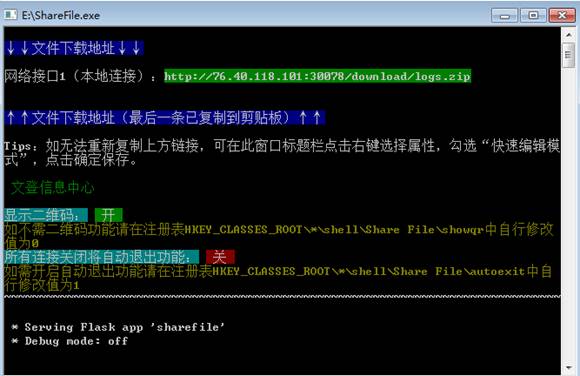 E:\ShareFile.exe
↓↓文件下载地址↓↓
网络接口1（本地连接）：http://76.40.118.101:30078/download/logs.zip
↑↑文件下载地址（最后一条已复制到剪贴板）↑↑
Tips：如无法重新复制上方链接，可在此窗口标题栏点击右键选择属性，勾选“快速编辑模
式”，点击确定保存。
文登信息中心
显示二维码： 开
如不需二维码功能请在注册表HKEY_CLASSES_ROOT\*\shell\Share File\showqr中自行修改
值为0
所有连接关闭将自动退出功能： 关
如需开启自动退出功能请在注册表HKEY_CLASSES_ROOT\*\shell\Share File\autoexit中自
行修改值为1
* Serving Flask app 'sharefile'
* Debug mode: off